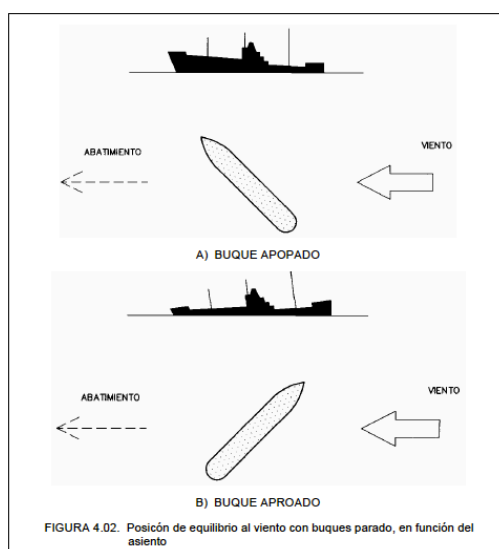 ABATIMIENTO
VIENTO
A) BUQUE APOPADO
ABATIMIENTO
VIENTO
B) BUQUE APROADO
FIGURA 4.02. Posicón de equilibrio al viento con buques parado, en función del
asiento